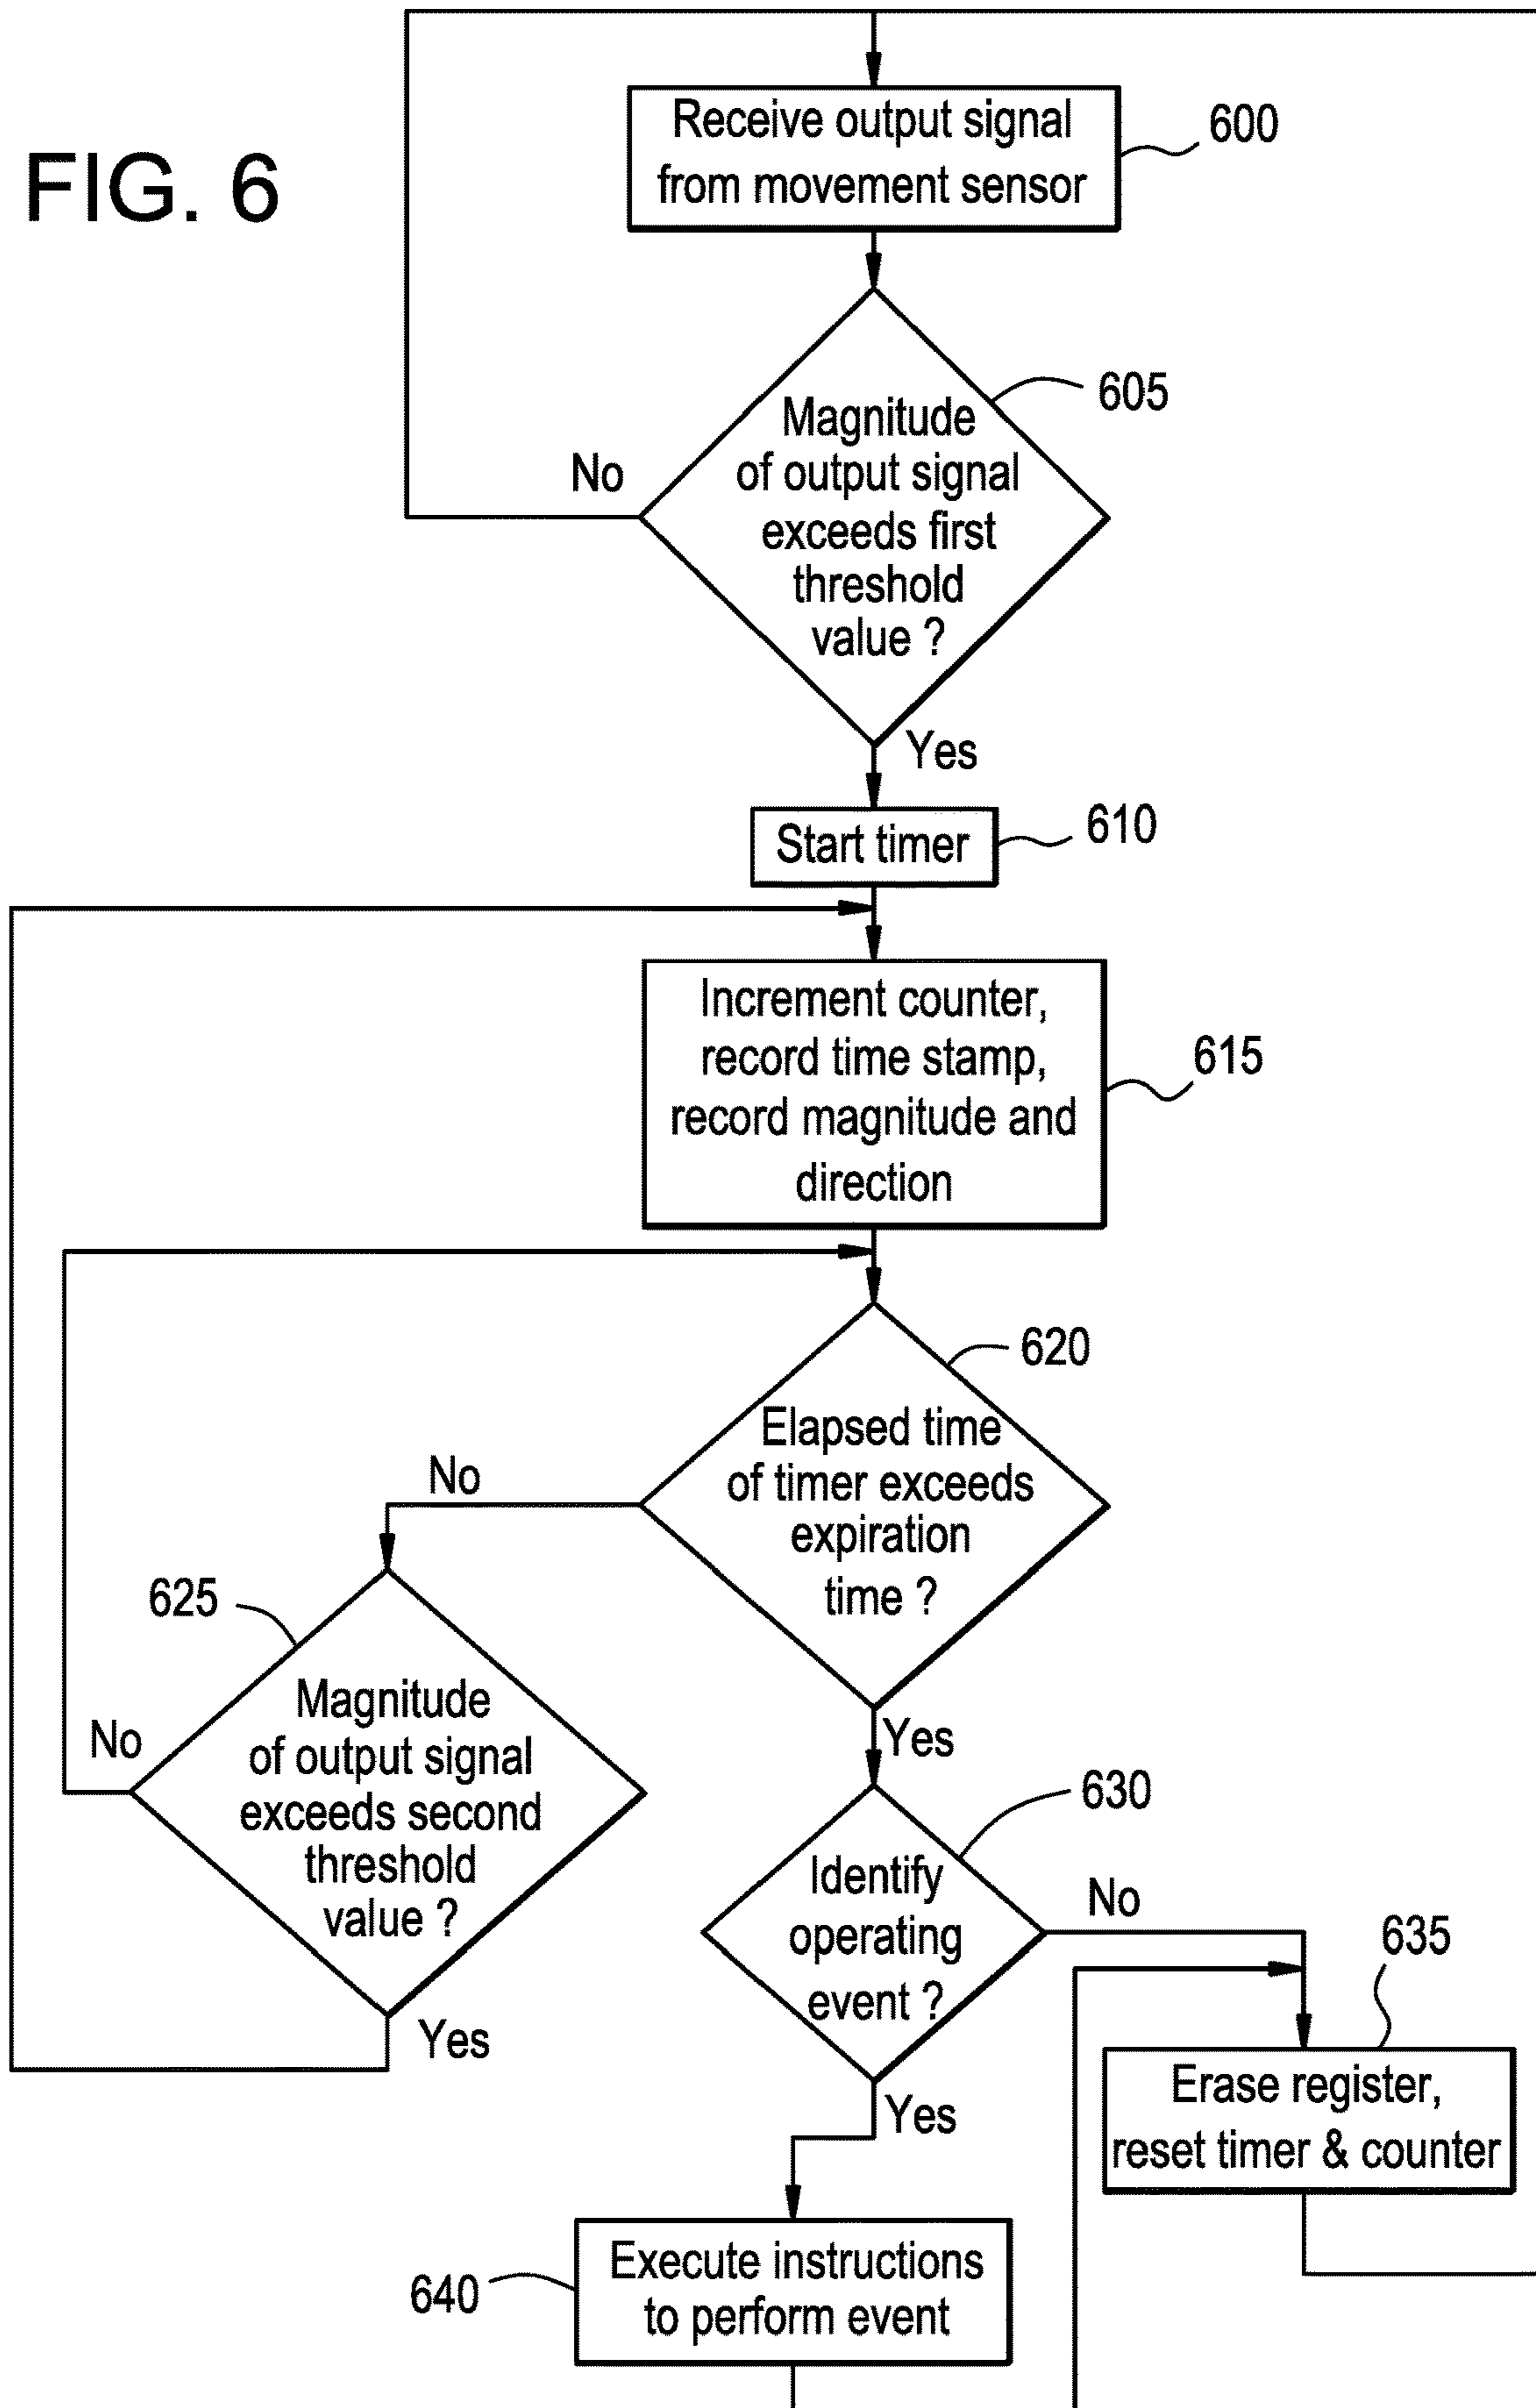 FIG. 6
Receive output signal
from movement sensor
600
Magnitude
of output signal
exceeds first
threshold
value ?
605
No
Yes
Start timer
610
Increment counter,
record time stamp,
record magnitude and
direction
615
Elapsed time
of timer exceeds
expiration
time ?
620
No
Yes
625
Magnitude
of output signal
exceeds second
threshold
value ?
No
Yes
Identify
operating
event ?
630
No
Yes
635
Erase register,
reset timer & counter
Execute instructions
to perform event
640